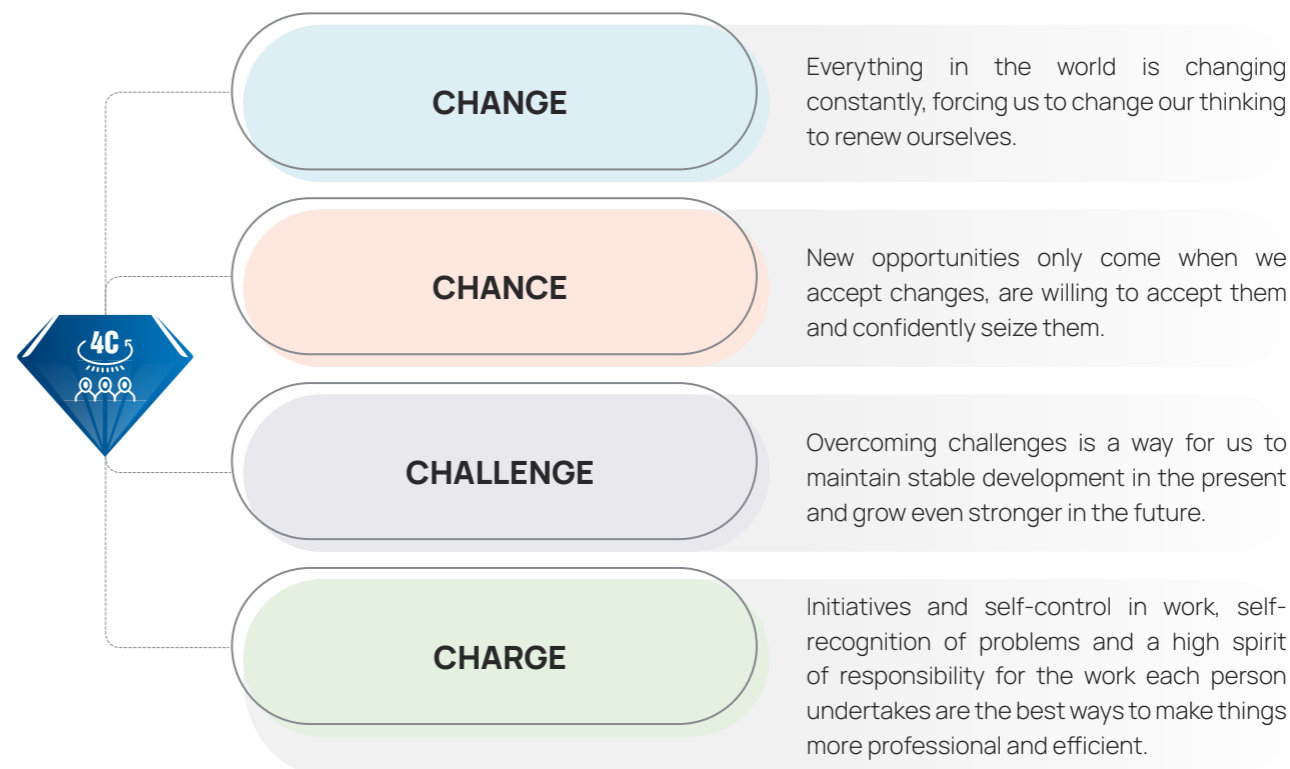 4C
CHANGE
Everything in the world is changing
constantly, forcing us to change our thinking
to renew ourselves.
CHANCE
New opportunities only come when we
accept changes, are willing to accept them
and confidently seize them.
CHALLENGE
Overcoming challenges is a way for us to
maintain stable development in the present
and grow even stronger in the future.
CHARGE
Initiatives and self-control in work, self-
recognition of problems and a high spirit
of responsibility for the work each person
undertakes are the best ways to make things
more professional and efficient.